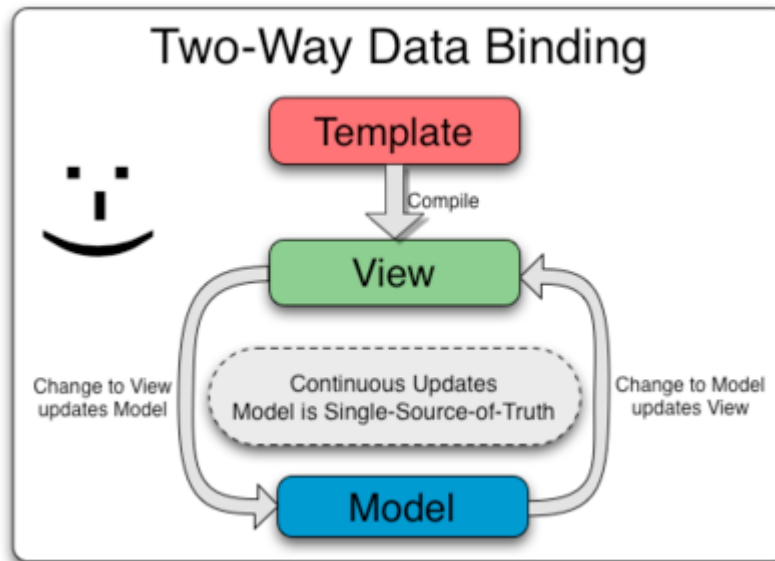 Two-Way Data Binding
Template
Compile
View
Change to View
updates Model
Continuous Updates
Model is Single-Source-of-Truth
Change to Model
updates View
Model